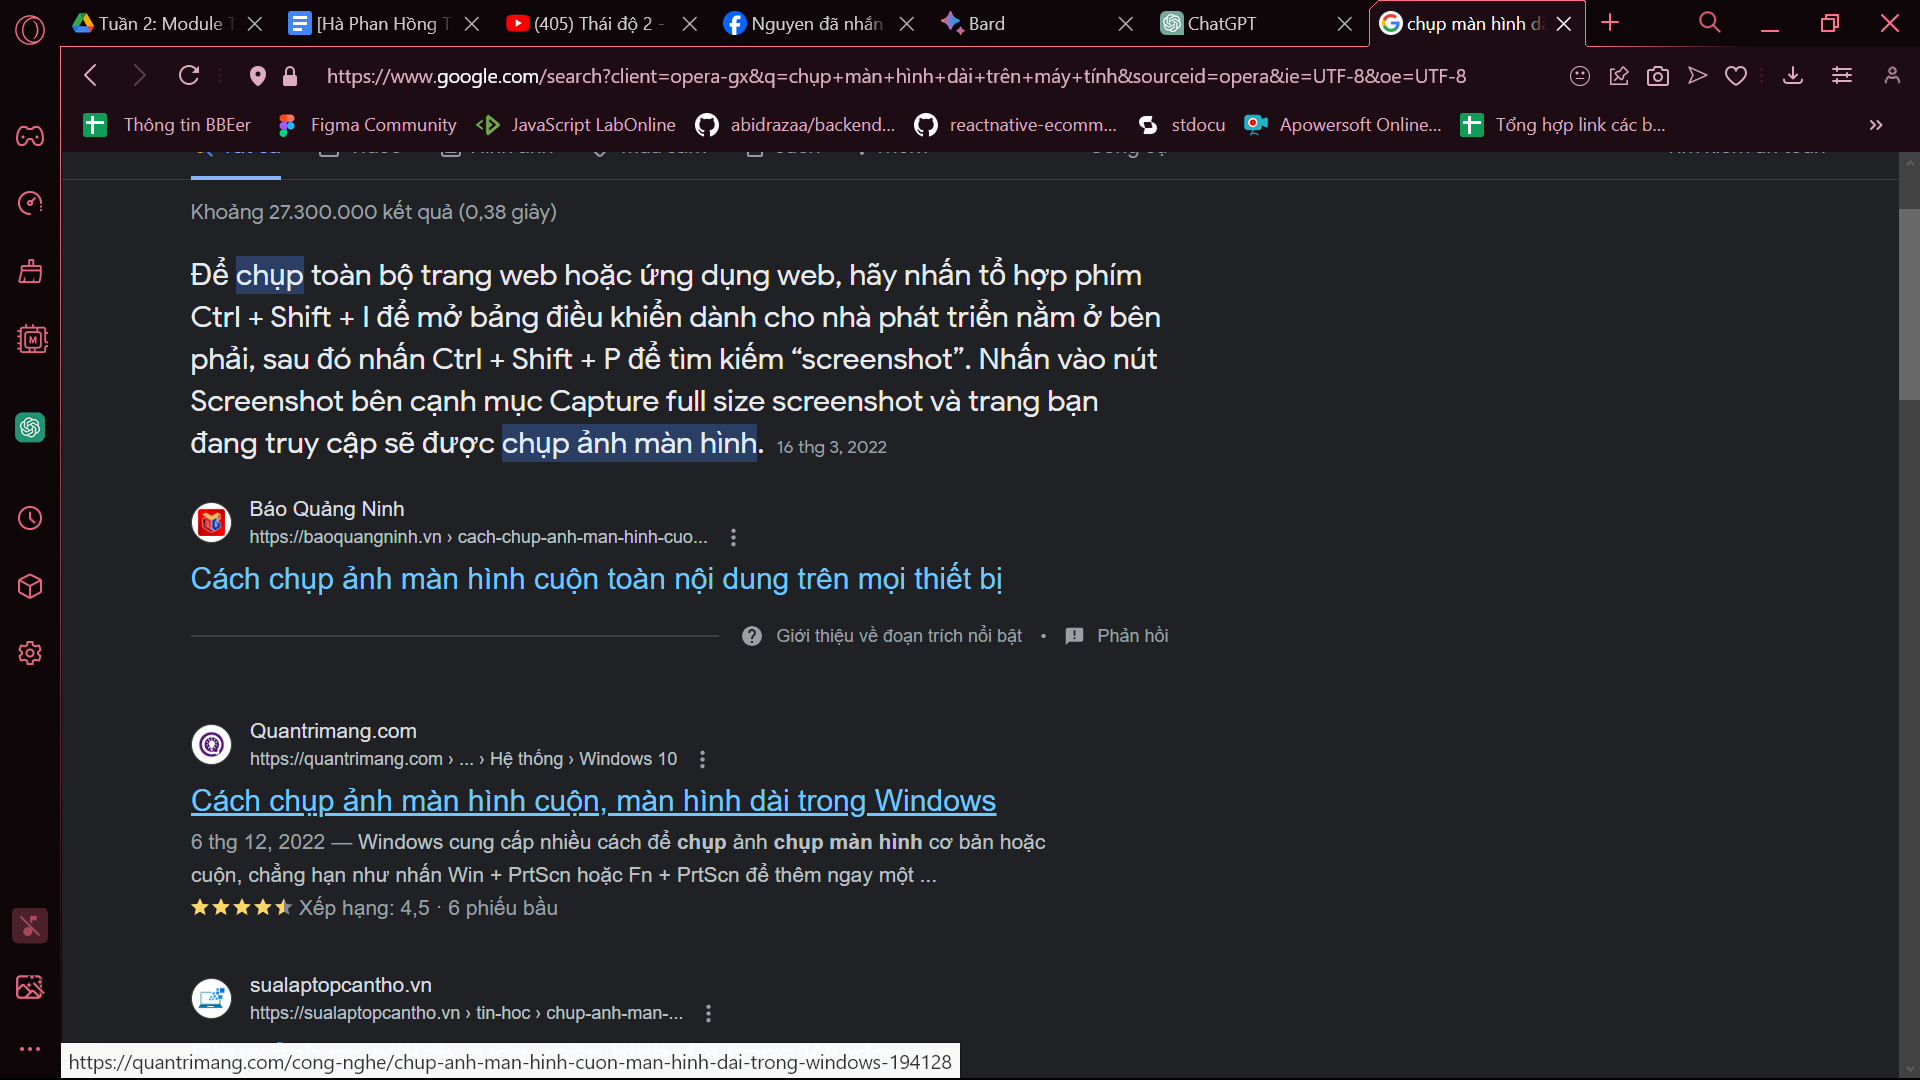 Tuần 2: Module
[Hà Phan Hồng
(405) Thái độ 2 -
Nguyen đã nhắn
Bard
ChatGPT
chụp màn hình
https://www.google.com/search?client=opera-gx&q=chụp+màn+hình+dài+trên+máy+tính&sourceid=opera&ie=UTF-8&oe=UTF-8
Thông tin BBEer
Figma Community
JavaScript LabOnline
abidrazaa/backend...
reactnative-ecomm...
stdocu
Apowersoft Online...
Tổng hợp link các b...
Khoảng 27.300.000 kết quả (0,38 giây)
Để chụp toàn bộ trang web hoặc ứng dụng web, hãy nhấn tổ hợp phím
Ctrl + Shift + I để mở bảng điều khiển dành cho nhà phát triển nằm ở bên
phải, sau đó nhấn Ctrl + Shift + P để tìm kiếm “screenshot”. Nhấn vào nút
Screenshot bên cạnh mục Capture full size screenshot và trang bạn
đang truy cập sẽ được chụp ảnh màn hình. 16 thg 3, 2022
Báo Quảng Ninh
https://baoquangninh.vn › cach-chup-anh-man-hinh-cuo...
Cách chụp ảnh màn hình cuộn toàn nội dung trên mọi thiết bị
Giới thiệu về đoạn trích nổi bật • Phản hồi
Quantrimang.com
https://quantrimang.com › ... › Hệ thống › Windows 10
Cách chụp ảnh màn hình cuộn, màn hình dài trong Windows
6 thg 12, 2022 — Windows cung cấp nhiều cách để chụp ảnh chụp màn hình cơ bản hoặc
cuộn, chẳng hạn như nhấn Win + PrtScn hoặc Fn + PrtScn để thêm ngay một ...
Xếp hạng: 4,5 · 6 phiếu bầu
sualaptopcantho.vn
https://sualaptopcantho.vn › tin-hoc › chup-anh-man-...
https://quantrimang.com/cong-nghe/chup-anh-man-hinh-cuon-man-hinh-dai-trong-windows-194128